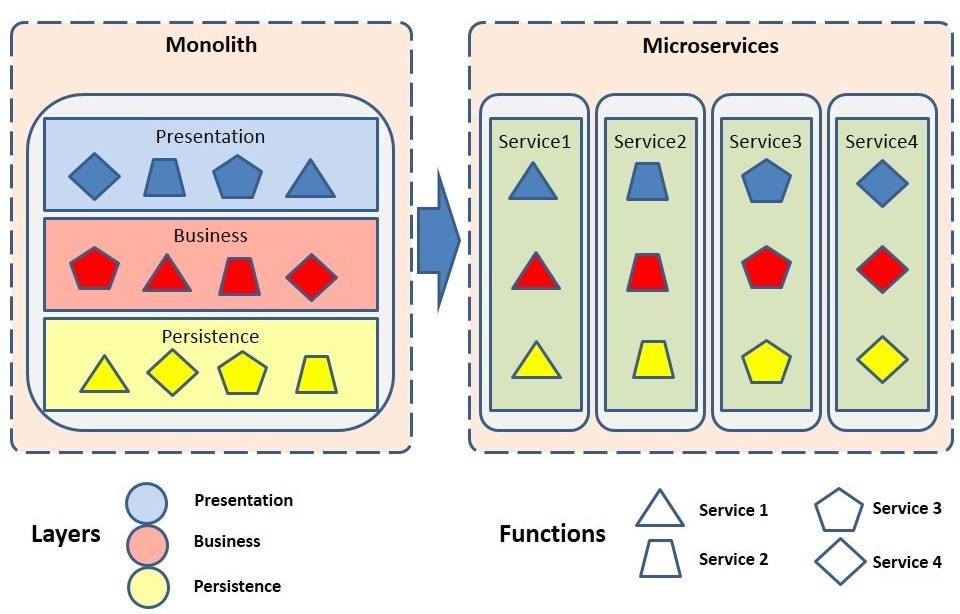 Monolith
Presentation
Business
Persistence
Microservices
Service1
Service2
Service3
Service4
Layers
Presentation
Business
Persistence
Functions
Service 1
Service 2
Service 3
Service 4